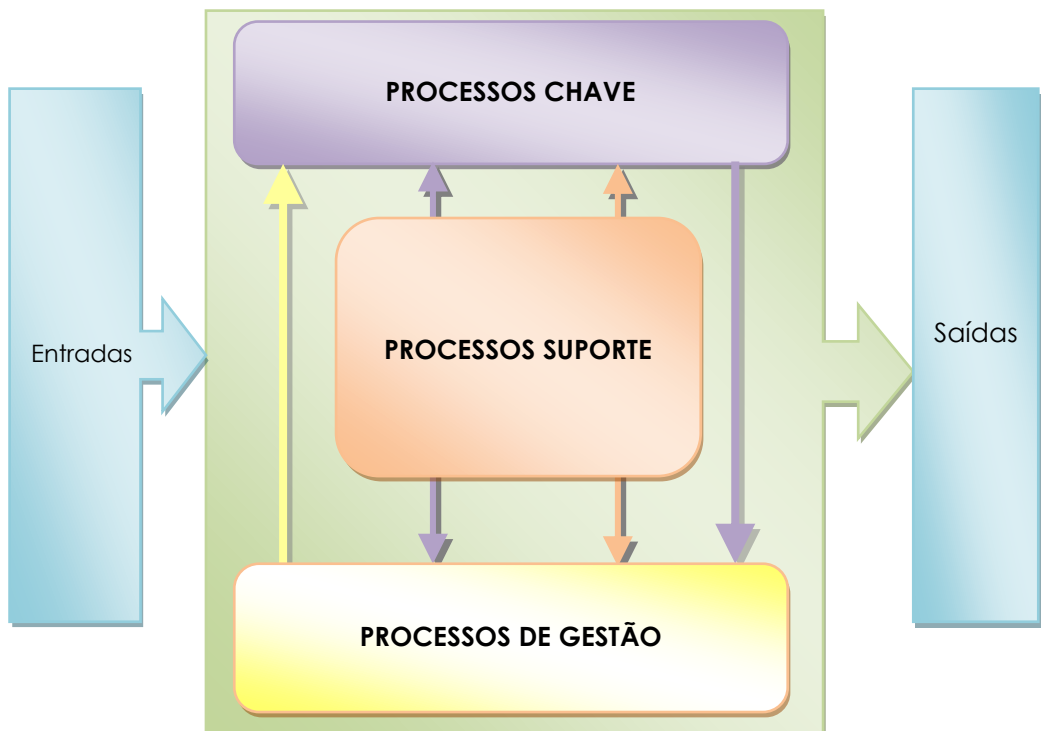 PROCESSOS CHAVE
Entradas
PROCESSOS SUPORTE
Saídas
PROCESSOS DE GESTÃO